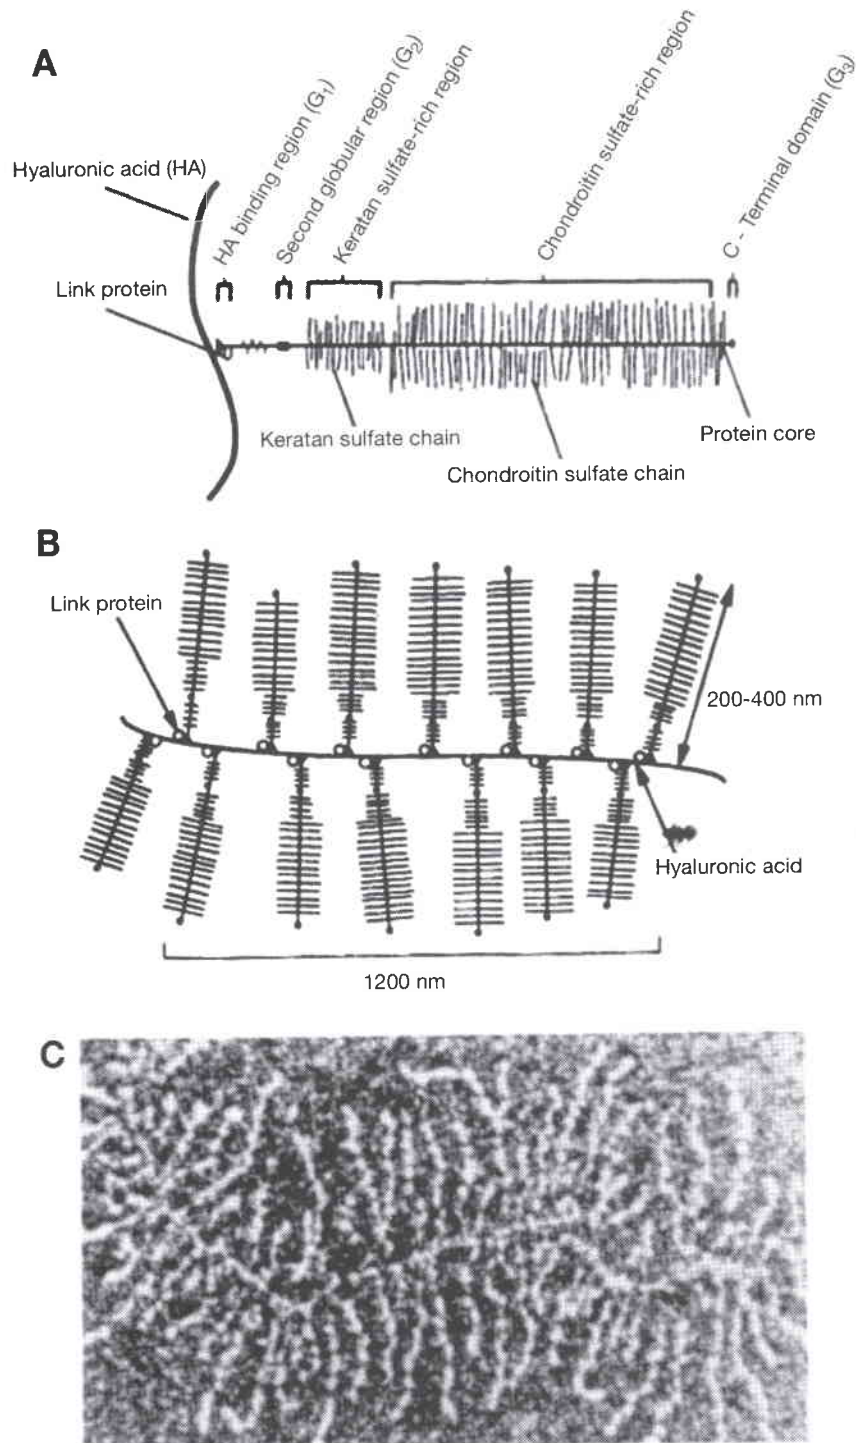 A
HA binding region (G₁)
Second globular region (G₂)
Keratan sulfate-rich region
Chondroitin sulfate-rich region
C - Terminal domain (G₃)
Hyaluronic acid (HA)
Link protein
Keratan sulfate chain
Protein core
Chondroitin sulfate chain
B
Link protein
200-400 nm
Hyaluronic acid
1200 nm
C